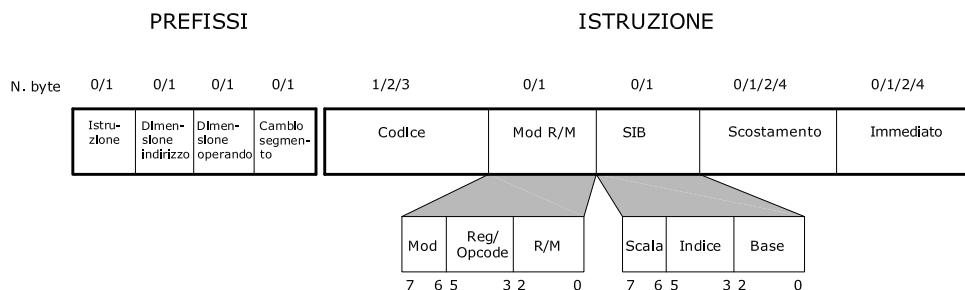 PREFISSI ISTRUZIONE
N. byte 0/1 0/1 0/1 0/1 1/2/3 0/1 0/1 0/1/2/4 0/1/2/4
Istru- DImen- DImen- CambIo
zIone sIone sIone segmen-
indirizzo operando to
CodIce Mod R/M SIB Scostamento Immediato
Mod Reg/ R/M Scala Indice Base
Opcode
7 6 5 3 2 0 7 6 5 3 2 0